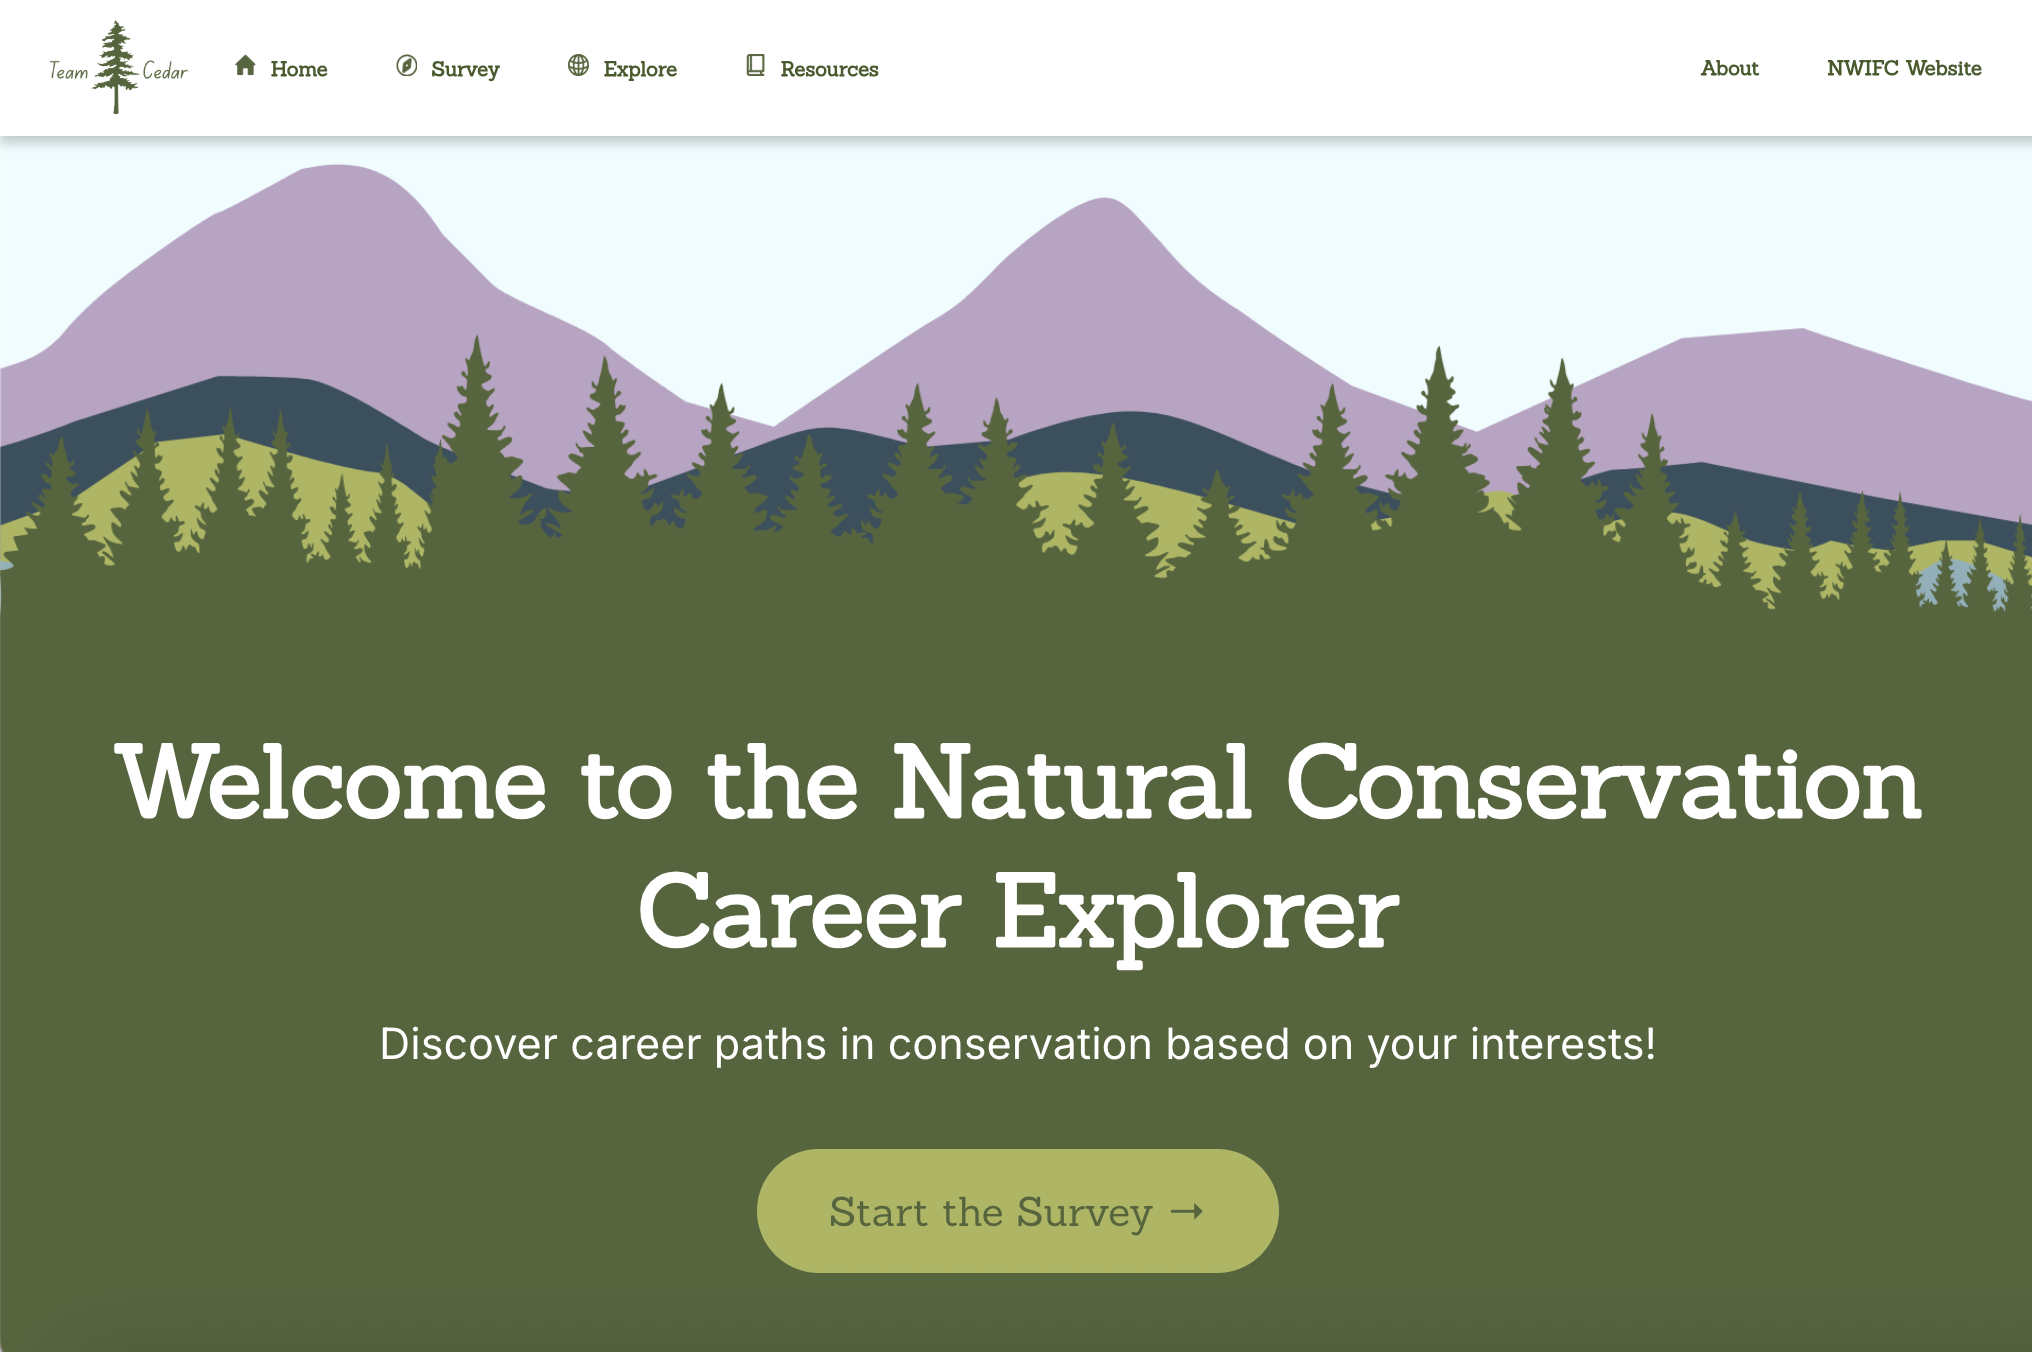 Team Cedar
Home
Survey
Explore
Resources
About
NWIFC Website
Welcome to the Natural Conservation
Career Explorer
Discover career paths in conservation based on your interests!
Start the Survey →